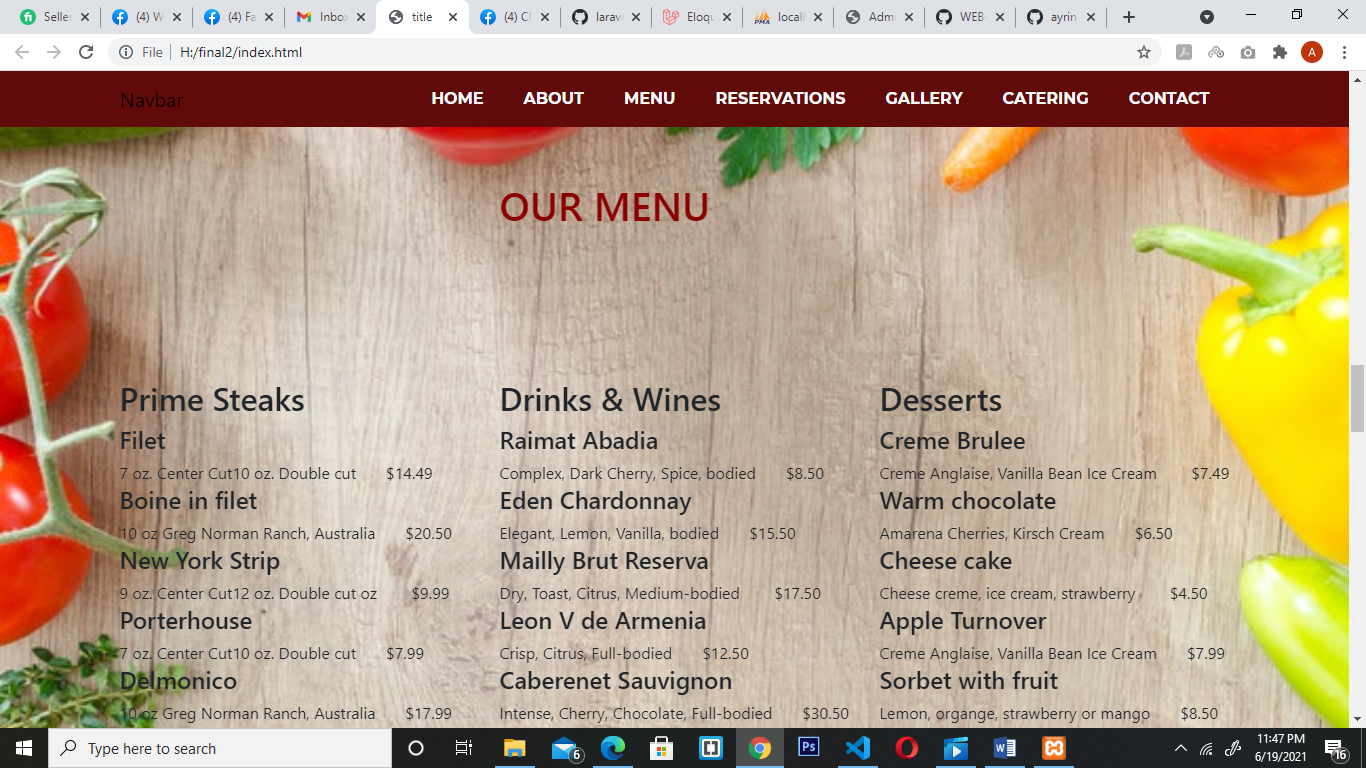 Seller
(4) W
(4) Fa
Inbox
title
(4) Cl
larav
Eloqu
PMA
locall
Adm
WEB-
ayrin
File
H:/final2/index.html
A
Navbar
HOME ABOUT MENU RESERVATIONS GALLERY CATERING CONTACT
OUR MENU
Prime Steaks
Filet
7 oz. Center Cut10 oz. Double cut $14.49
Boine in filet
10 oz Greg Norman Ranch, Australia $20.50
New York Strip
9 oz. Center Cut12 oz. Double cut oz $9.99
Porterhouse
7 oz. Center Cut10 oz. Double cut $7.99
Delmonico
10 oz Greg Norman Ranch, Australia $17.99
Drinks & Wines
Raimat Abadia
Complex, Dark Cherry, Spice, bodied $8.50
Eden Chardonnay
Elegant, Lemon, Vanilla, bodied $15.50
Mailly Brut Reserva
Dry, Toast, Citrus, Medium-bodied $17.50
Leon V de Armenia
Crisp, Citrus, Full-bodied $12.50
Caberenet Sauvignon
Intense, Cherry, Chocolate, Full-bodied $30.50
Desserts
Creme Brulee
Creme Anglaise, Vanilla Bean Ice Cream $7.49
Warm chocolate
Amarena Cherries, Kirsch Cream $6.50
Cheese cake
Cheese creme, ice cream, strawberry $4.50
Apple Turnover
Creme Anglaise, Vanilla Bean Ice Cream $7.99
Sorbet with fruit
Lemon, ørgange, strawberry or mango $8.50
Type here to search
6
Ps
11:47 PM
6/19/2021
16